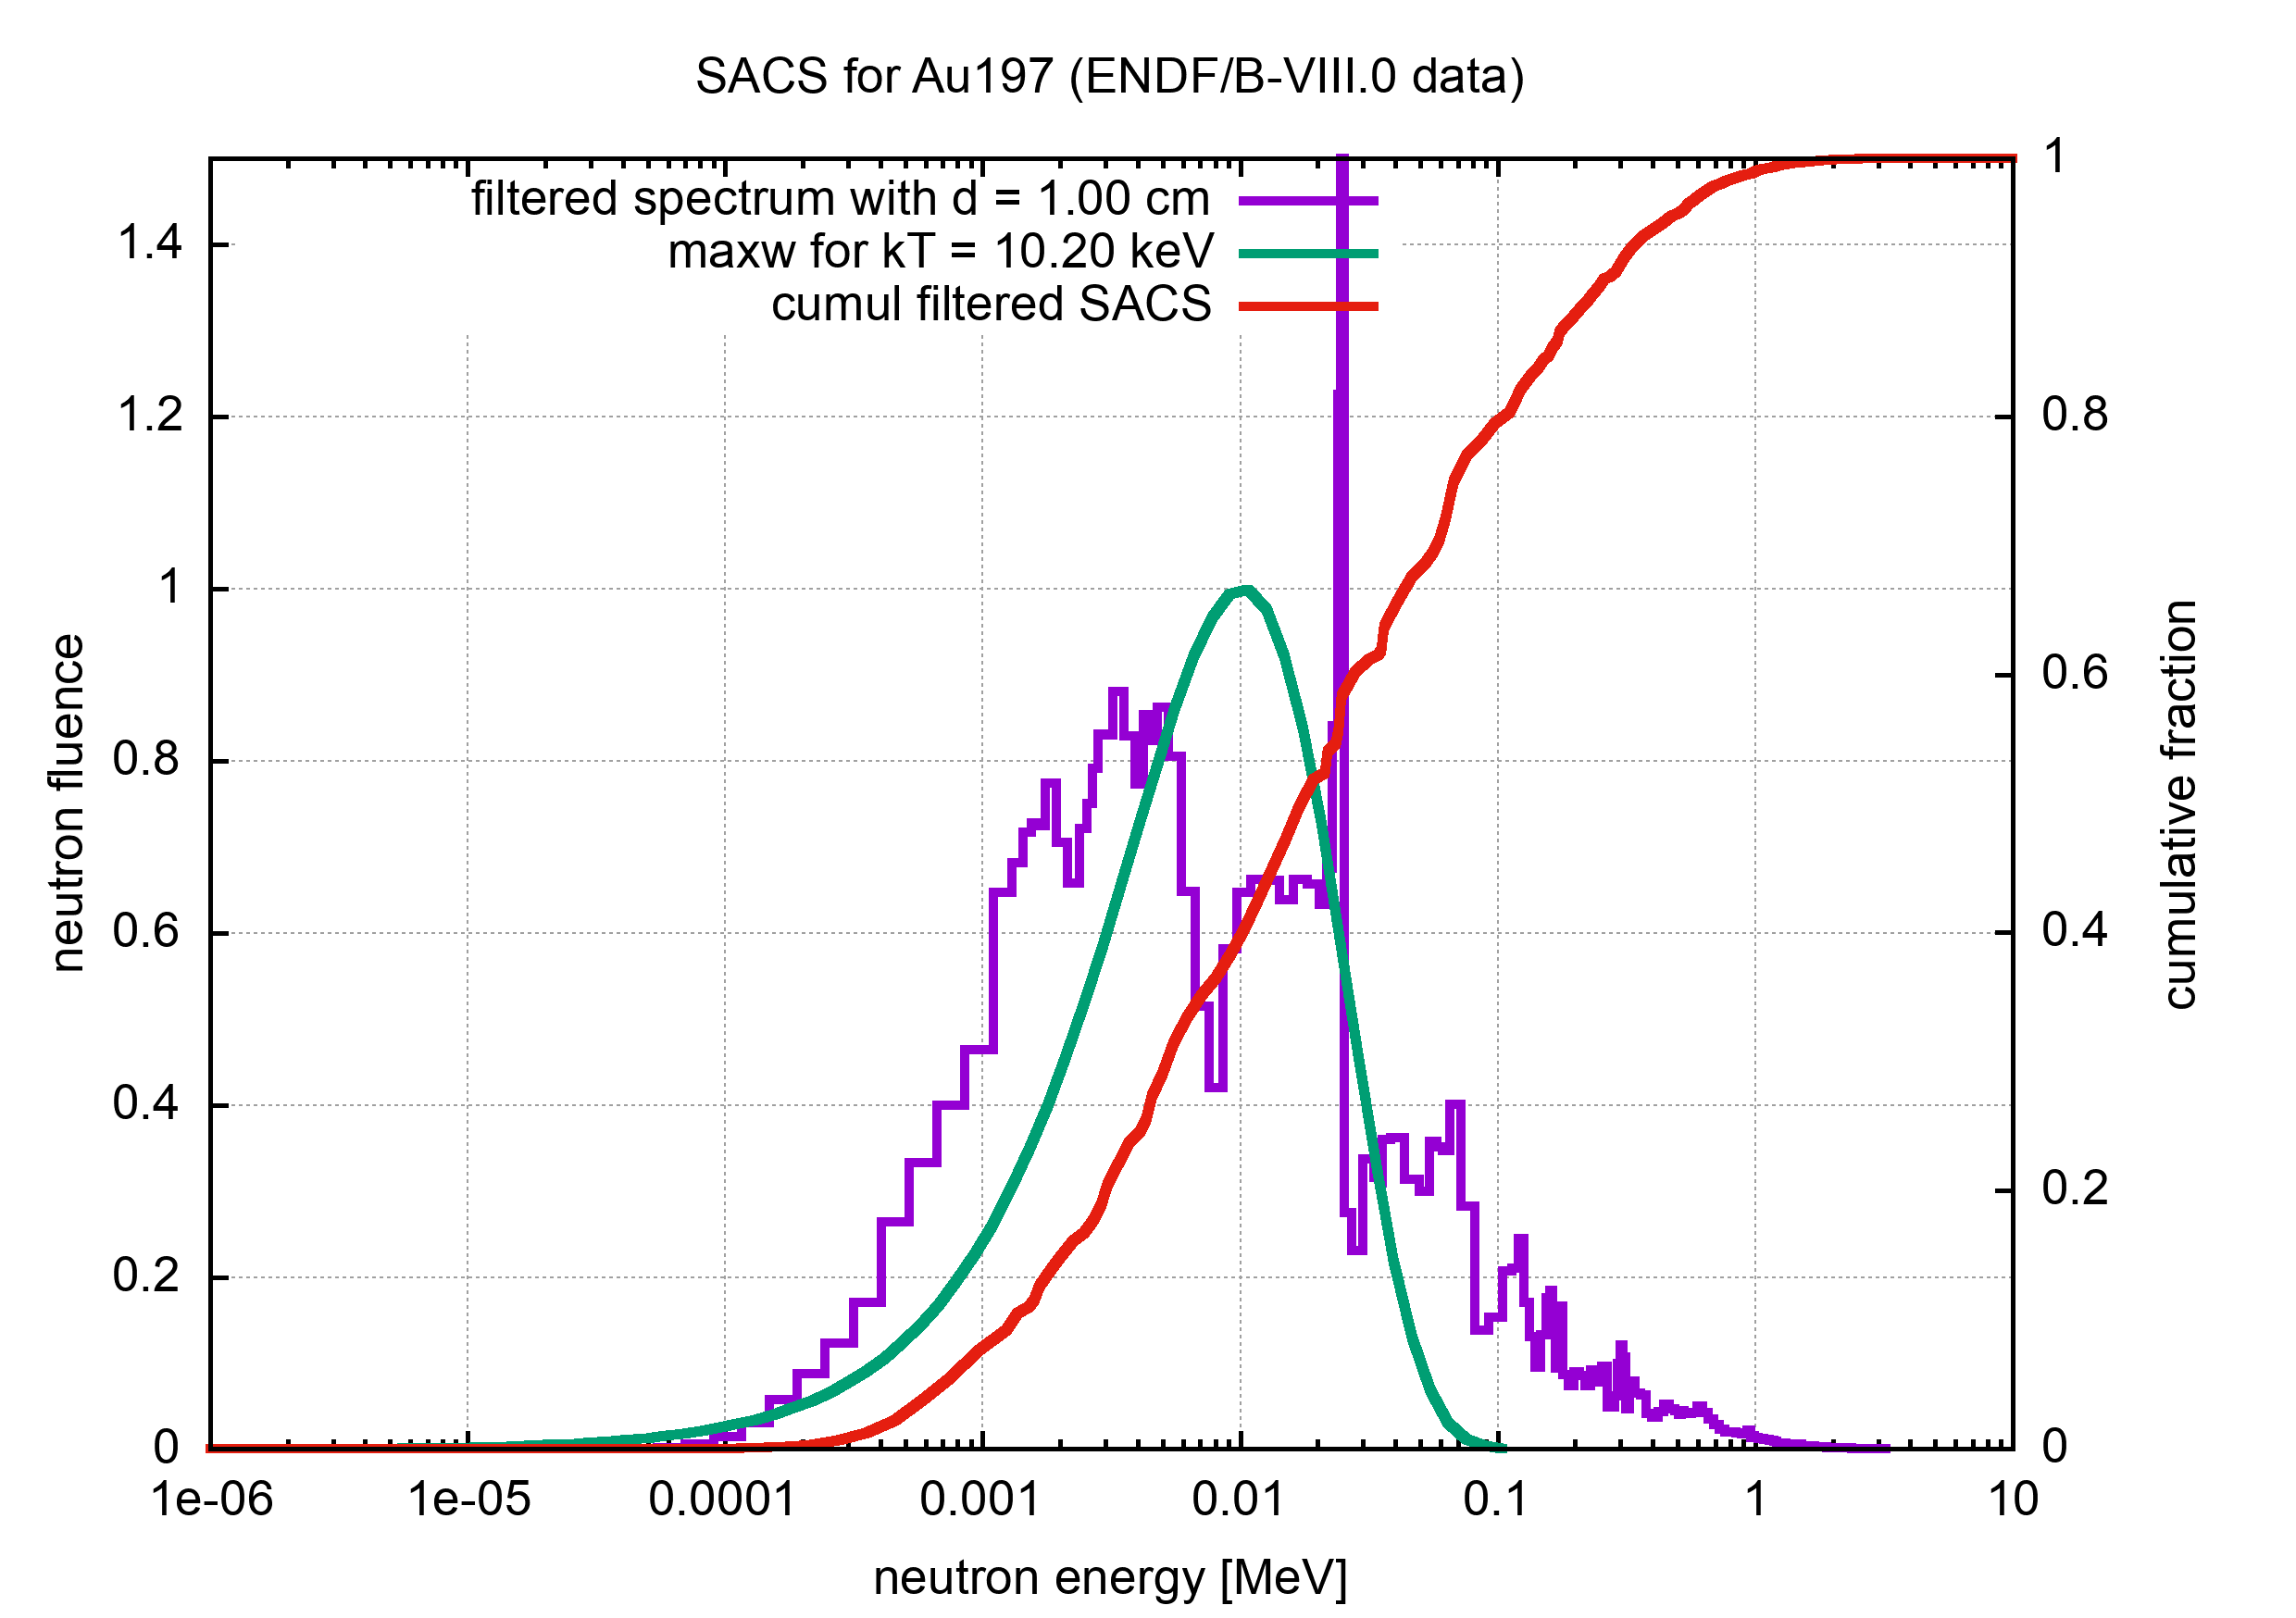 SACS for Au197 (ENDF/B-VIII.0 data)
filtered spectrum with d = 1.00 cm
maxw for kT = 10.20 keV
cumul filtered SACS
neutron fluence
1.4
1.2
1
0.8
0.6
0.4
0.2
0
1
0.8
0.6
0.4
0.2
0
cumulative fraction
1e-06 1e-05 0.0001 0.001 0.01 0.1 1 10
neutron energy [MeV]